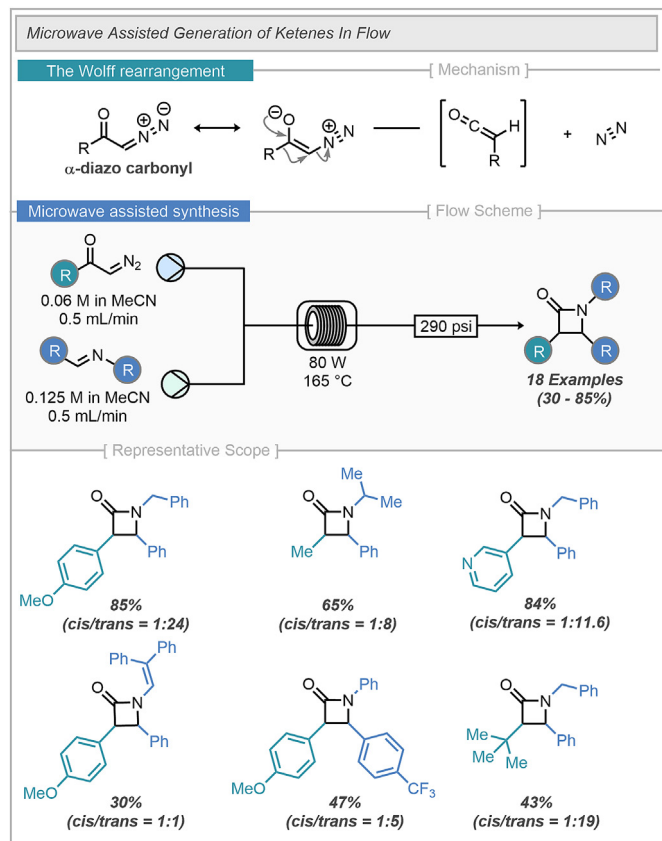 Microwave Assisted Generation of Ketenes In Flow
The Wolff rearrangement
[ Mechanism ]
O
⊕
⊖
N
N
R
α-diazo carbonyl
⊖
O
⊕
N
N
R
O
C
H
R
+
N
N
Microwave assisted synthesis
[ Flow Scheme ]
O
N2
R
0.06 M in MeCN
0.5 mL/min
R
N
R
0.125 M in MeCN
0.5 mL/min
80 W
165 °C
290 psi
O
N
R
R
R
18 Examples
(30 - 85%)
[ Representative Scope ]
O
N
Ph
Ph
MeO
85%
(cis/trans = 1:24)
Me
Me
O
N
Me
Ph
65%
(cis/trans = 1:8)
O
N
Ph
Ph
N
84%
(cis/trans = 1:11.6)
Ph
Ph
O
N
Ph
MeO
30%
(cis/trans = 1:1)
O
N
Ph
MeO
CF3
47%
(cis/trans = 1:5)
O
N
Ph
Me
Ph
Me
Me
43%
(cis/trans = 1:19)